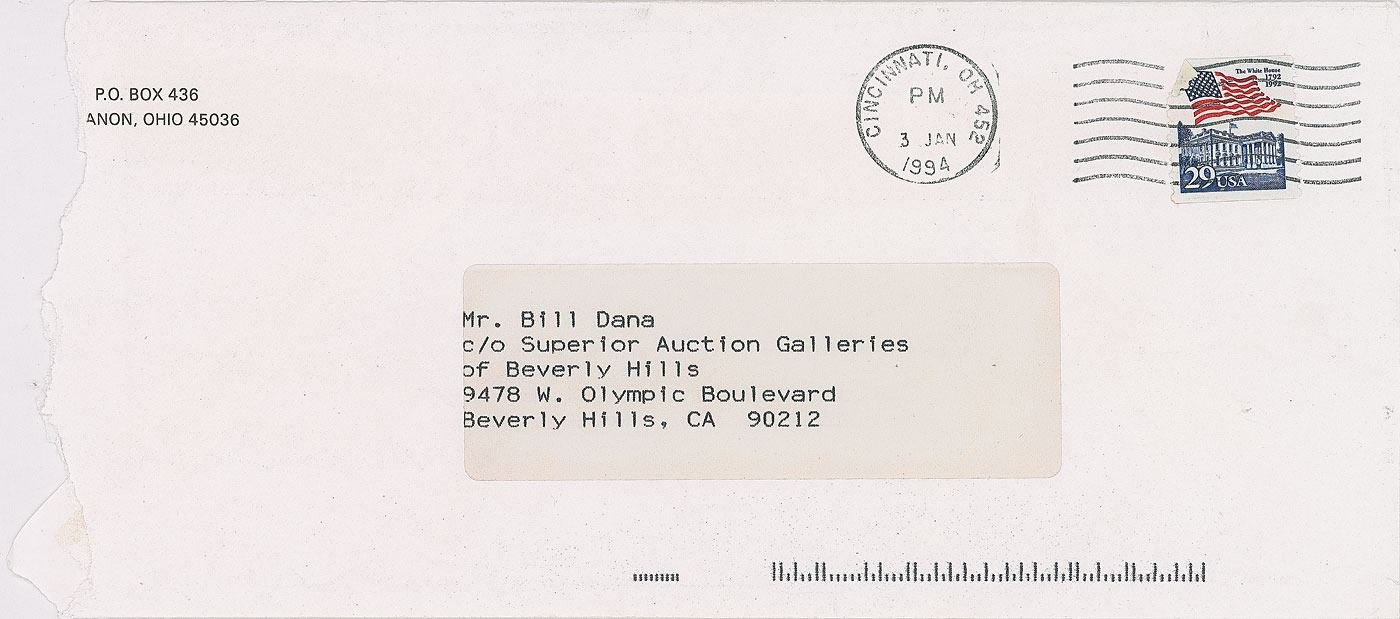 P.O. BOX 436
ANON, OHIO 45036
CINCINNATI, OH 452
PM
3 JAN
1994
The White House
1792
1992
29 USA
Mr. Bill Dana
c/o Superior Auction Galleries
of Beverly Hills
9478 W. Olympic Boulevard
Beverly Hills, CA  90212